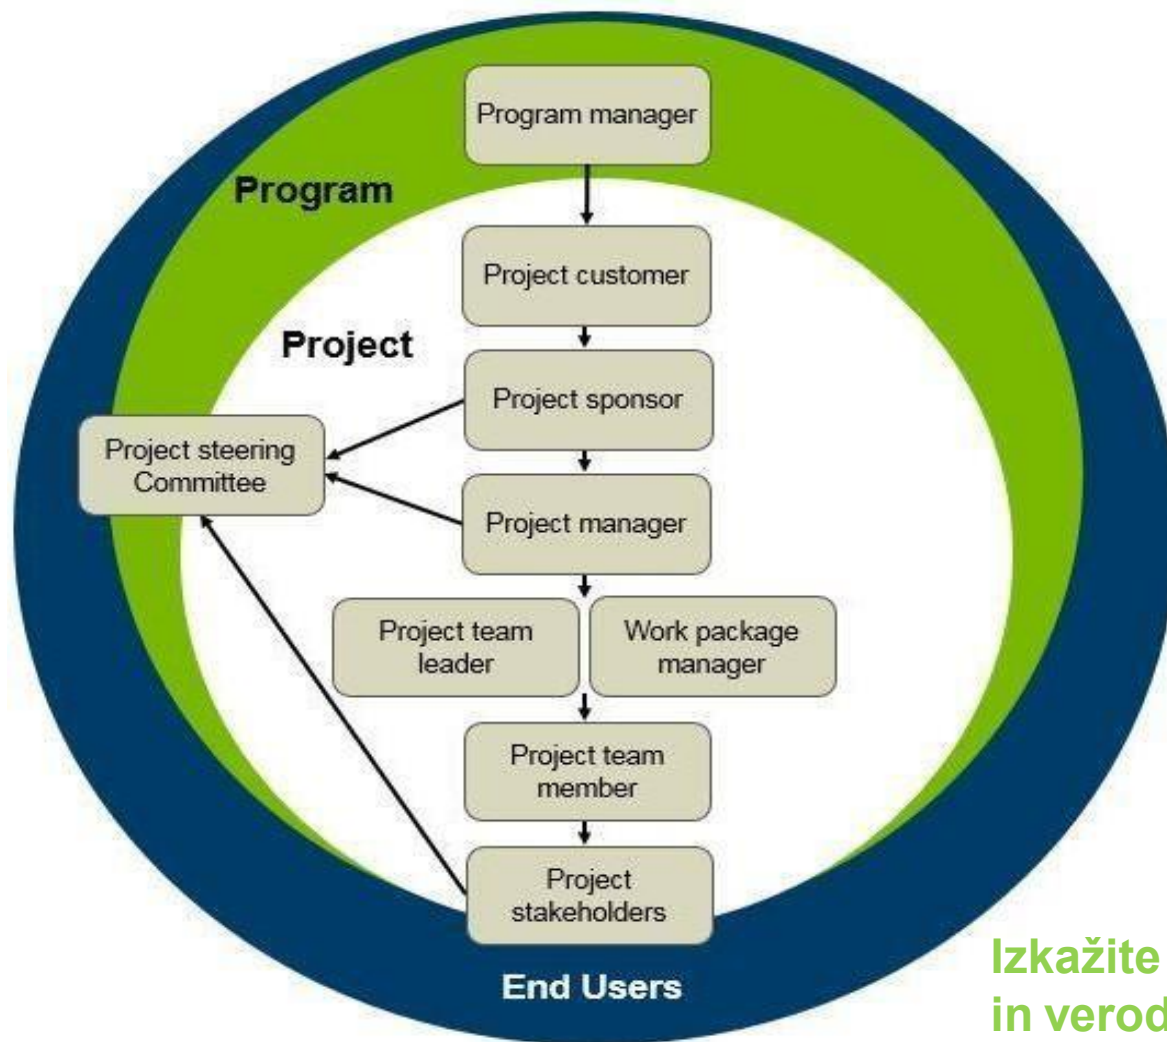 Program manager
Program
Project customer
Project
Project sponsor
Project steering
Committee
Project manager
Project team
leader
Work package
manager
Project team
member
Project
stakeholders
End Users
Izkažite
in